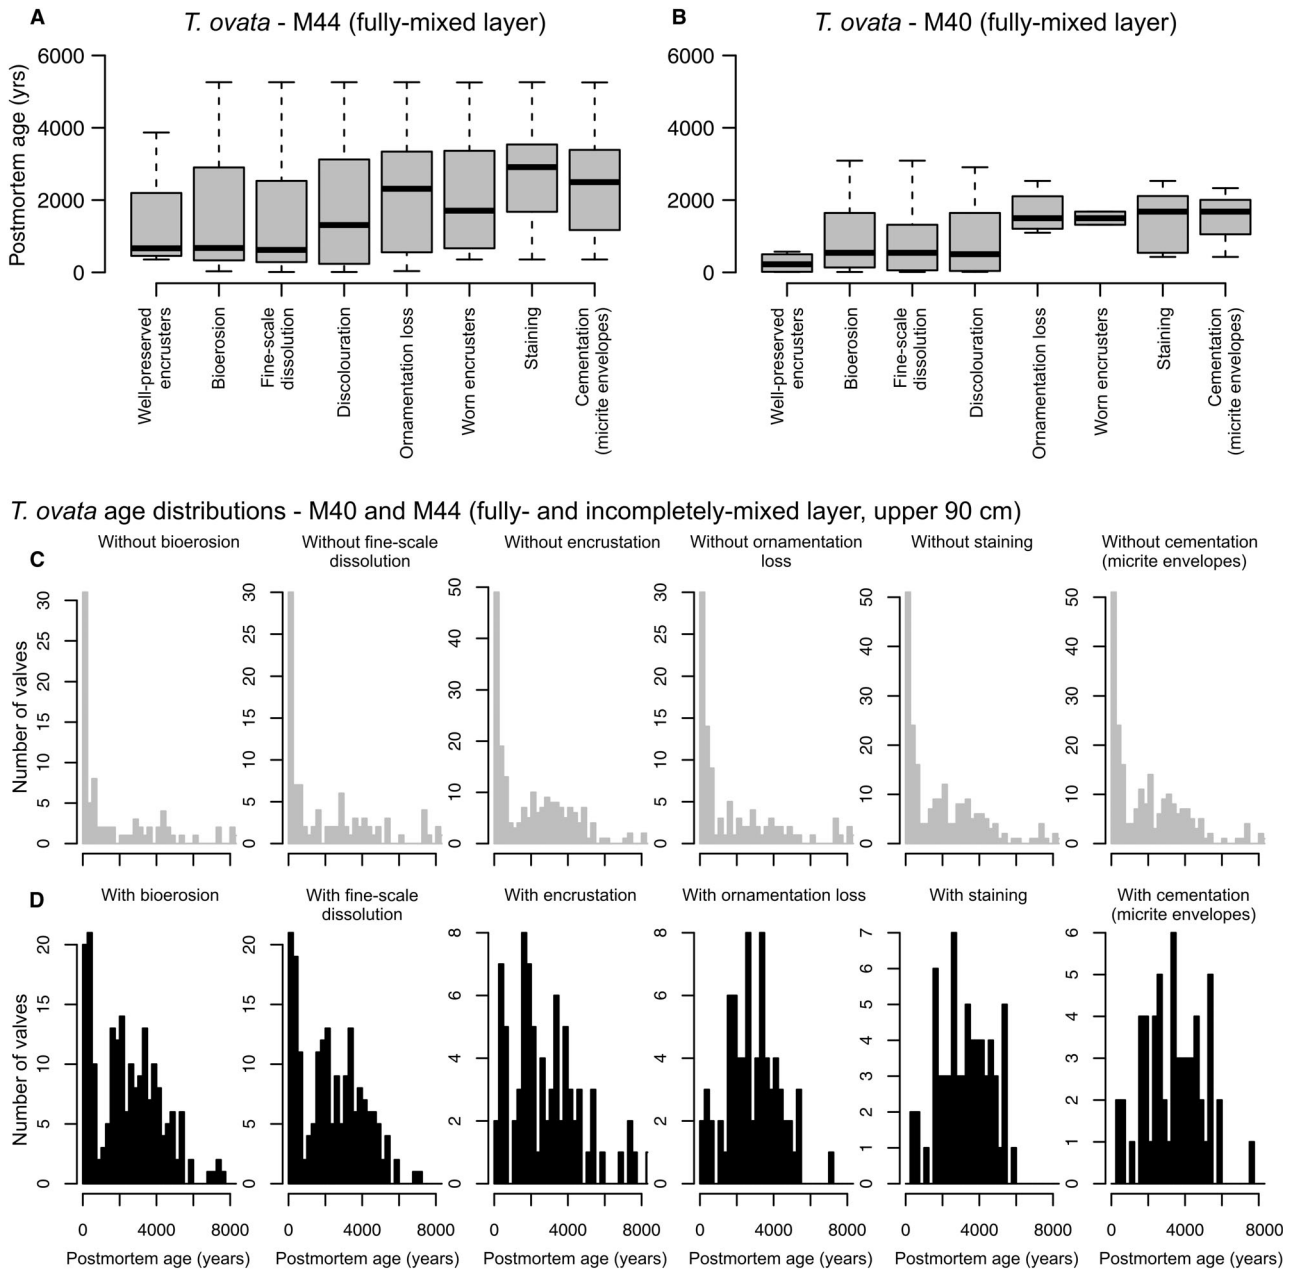 A
T. ovata - M44 (fully-mixed layer)
Postmortem age (yrs)
6000
4000
2000
0
Well-preserved
encrusters
Bioerosion
Fine-scale
dissolution
Discolouration
Ornamentation loss
Worn encrusters
Staining
Cementation
(micrite envelopes)
B
T. ovata - M40 (fully-mixed layer)
6000
4000
2000
0
Well-preserved
encrusters
Bioerosion
Fine-scale
dissolution
Discolouration
Ornamentation loss
Worn encrusters
Staining
Cementation
(micrite envelopes)
T. ovata age distributions - M40 and M44 (fully- and incompletely-mixed layer, upper 90 cm)
C
Number of valves
Without bioerosion
30
25
20
15
10
5
0
Without fine-scale
dissolution
30
25
20
15
10
5
0
Without encrustation
50
40
30
20
10
0
Without ornamentation
loss
30
25
20
15
10
5
0
Without staining
50
40
30
20
10
0
Without cementation
(micrite envelopes)
50
40
30
20
10
0
D
Number of valves
With bioerosion
20
15
10
5
0
0 4000 8000
Postmortem age (years)
With fine-scale
dissolution
20
15
10
5
0
0 4000 8000
Postmortem age (years)
With encrustation
8
6
4
2
0
0 4000 8000
Postmortem age (years)
With ornamentation loss
8
6
4
2
0
0 4000 8000
Postmortem age (years)
With staining
7
6
5
4
3
2
1
0
0 4000 8000
Postmortem age (years)
With cementation
(micrite envelopes)
6
5
4
3
2
1
0
0 4000 8000
Postmortem age (years)